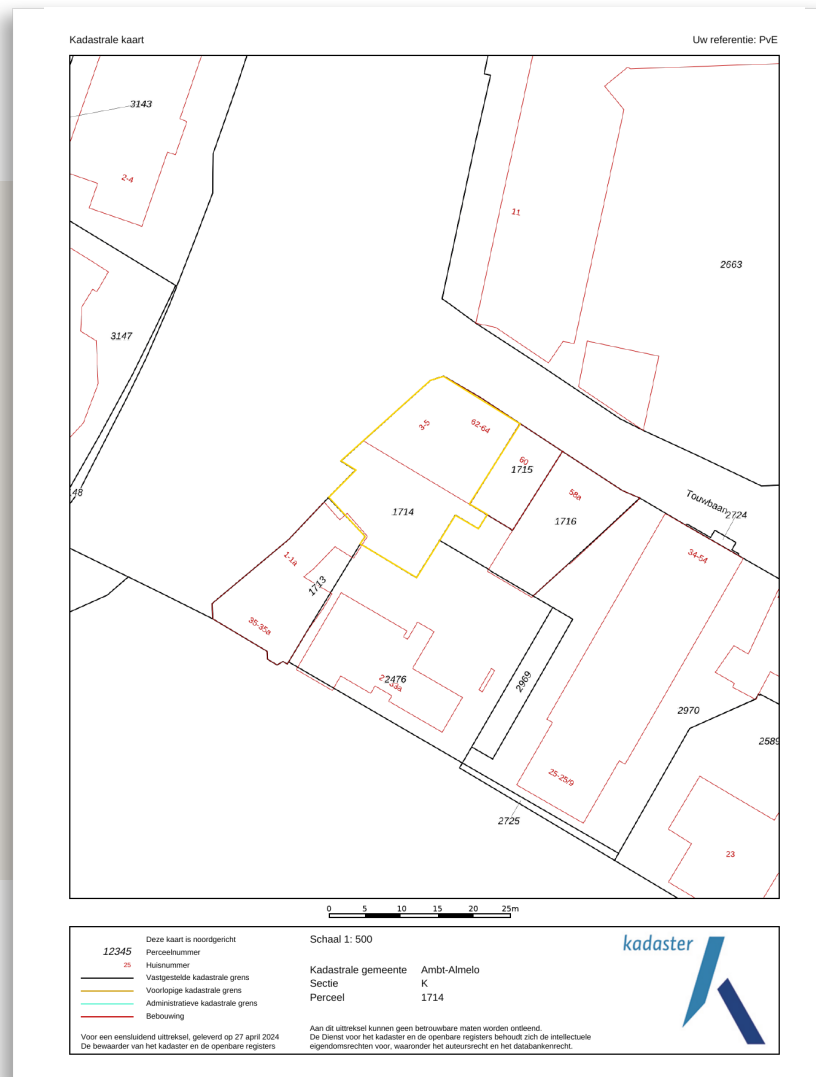 Kadastrale kaart
Uw referentie: PvE
3143
2-4
11
2663
3147
3-5
62-64
60
1715
58a
1716
48
1714
Touwbaan
2724
34-54
1-1a
1713
35-35a
2476
33a
2969
2970
2589
25-25/9
2725
23
0 5 10 15 20 25m
Deze kaart is noordgericht
12345 Perceelnummer
25 Huisnummer
Vastgestelde kadastrale grens
Voorlopige kadastrale grens
Administratieve kadastrale grens
Bebouwing
Voor een eensluidend uittreksel, geleverd op 27 april 2024
De bewaarder van het kadaster en de openbare registers
Schaal 1: 500
Kadastrale gemeente Ambt-Almelo
Sectie K
Perceel 1714
Aan dit uittreksel kunnen geen betrouwbare maten worden ontleend.
De Dienst voor het kadaster en de openbare registers behoudt zich de intellectuele
eigendomsrechten voor, waaronder het auteursrecht en het databankenrecht.
kadaster